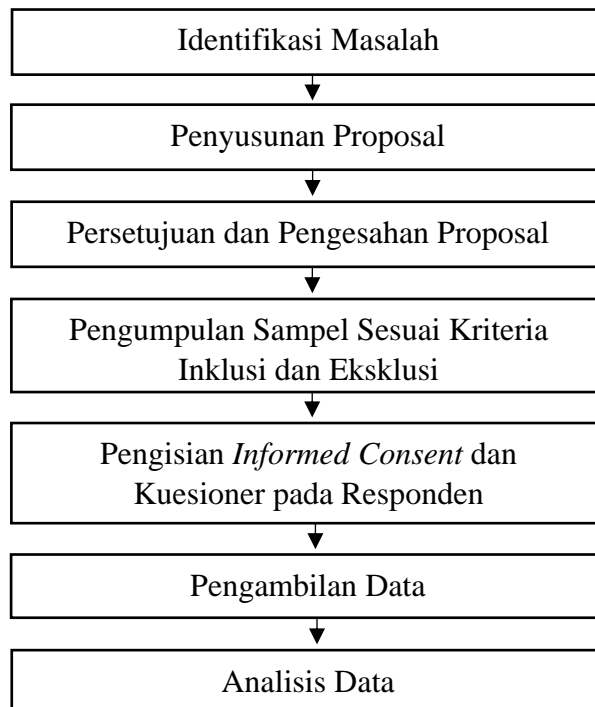 Identifikasi Masalah
Penyusunan Proposal
Persetujuan dan Pengesahan Proposal
Pengumpulan Sampel Sesuai Kriteria
Inklusi dan Eksklusi
Pengisian Informed Consent dan
Kuesioner pada Responden
Pengambilan Data
Analisis Data